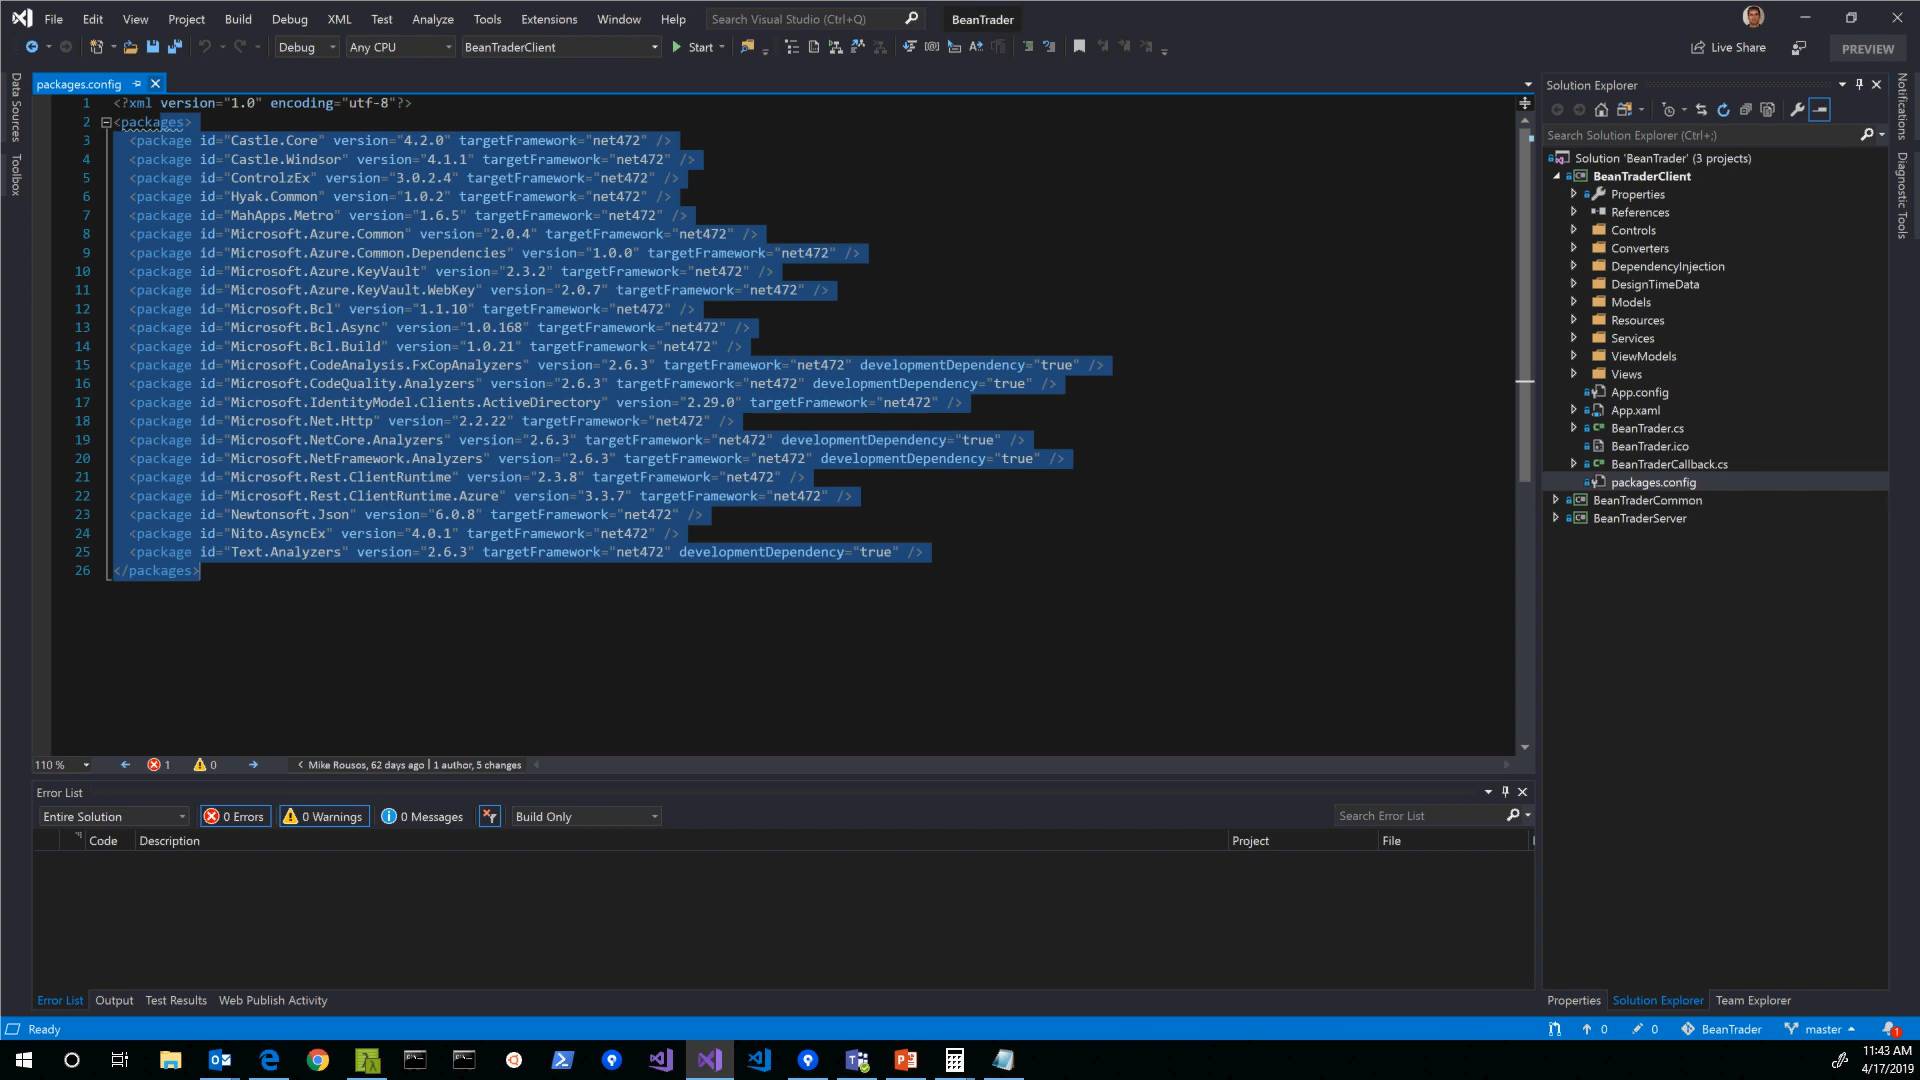 File Edit View Project Build Debug XML Test Analyze Tools Extensions Window Help Search Visual Studio (Ctrl+Q) BeanTrader
Debug Any CPU BeanTraderClient Start Live Share PREVIEW
Data Sources
Toolbox
packages.config
1 <?xml version="1.0" encoding="utf-8"?>
2 <packages>
3 <package id="Castle.Core" version="4.2.0" targetFramework="net472" />
4 <package id="Castle.Windsor" version="4.1.1" targetFramework="net472" />
5 <package id="ControlzEx" version="3.0.2.4" targetFramework="net472" />
6 <package id="Hyak.Common" version="1.0.2" targetFramework="net472" />
7 <package id="MahApps.Metro" version="1.6.5" targetFramework="net472" />
8 <package id="Microsoft.Azure.Common" version="2.0.4" targetFramework="net472" />
9 <package id="Microsoft.Azure.Common.Dependencies" version="1.0.0" targetFramework="net472" />
10 <package id="Microsoft.Azure.KeyVault" version="2.3.2" targetFramework="net472" />
11 <package id="Microsoft.Azure.KeyVault.WebKey" version="2.0.7" targetFramework="net472" />
12 <package id="Microsoft.Bcl" version="1.1.10" targetFramework="net472" />
13 <package id="Microsoft.Bcl.Async" version="1.0.168" targetFramework="net472" />
14 <package id="Microsoft.Bcl.Build" version="1.0.21" targetFramework="net472" />
15 <package id="Microsoft.CodeAnalysis.FxCopAnalyzers" version="2.6.3" targetFramework="net472" developmentDependency="true" />
16 <package id="Microsoft.CodeQuality.Analyzers" version="2.6.3" targetFramework="net472" developmentDependency="true" />
17 <package id="Microsoft.IdentityModel.Clients.ActiveDirectory" version="2.29.0" targetFramework="net472" />
18 <package id="Microsoft.Net.Http" version="2.2.22" targetFramework="net472" />
19 <package id="Microsoft.NetCore.Analyzers" version="2.6.3" targetFramework="net472" developmentDependency="true" />
20 <package id="Microsoft.NetFramework.Analyzers" version="2.6.3" targetFramework="net472" developmentDependency="true" />
21 <package id="Microsoft.Rest.ClientRuntime" version="2.3.8" targetFramework="net472" />
22 <package id="Microsoft.Rest.ClientRuntime.Azure" version="3.3.7" targetFramework="net472" />
23 <package id="Newtonsoft.Json" version="6.0.8" targetFramework="net472" />
24 <package id="Nito.AsyncEx" version="4.0.1" targetFramework="net472" />
25 <package id="Text.Analyzers" version="2.6.3" targetFramework="net472" developmentDependency="true" />
26 </packages>
110 % 1 0 Mike Rousos, 62 days ago | 1 author, 5 changes
Error List
Entire Solution 0 Errors 0 Warnings 0 Messages Build Only Search Error List
Code Description Project File
Error List Output Test Results Web Publish Activity
Solution Explorer
Search Solution Explorer (Ctrl+;)
Solution 'BeanTrader' (3 projects)
BeanTraderClient
Properties
References
Controls
Converters
DependencyInjection
DesignTimeData
Models
Resources
Services
ViewModels
Views
App.config
App.xaml
BeanTrader.cs
BeanTrader.ico
BeanTraderCallback.cs
packages.config
BeanTraderCommon
BeanTraderServer
Properties Solution Explorer Team Explorer
Notifications
Diagnostic Tools
Ready 0 0 BeanTrader master 1
11:43 AM
4/17/2019